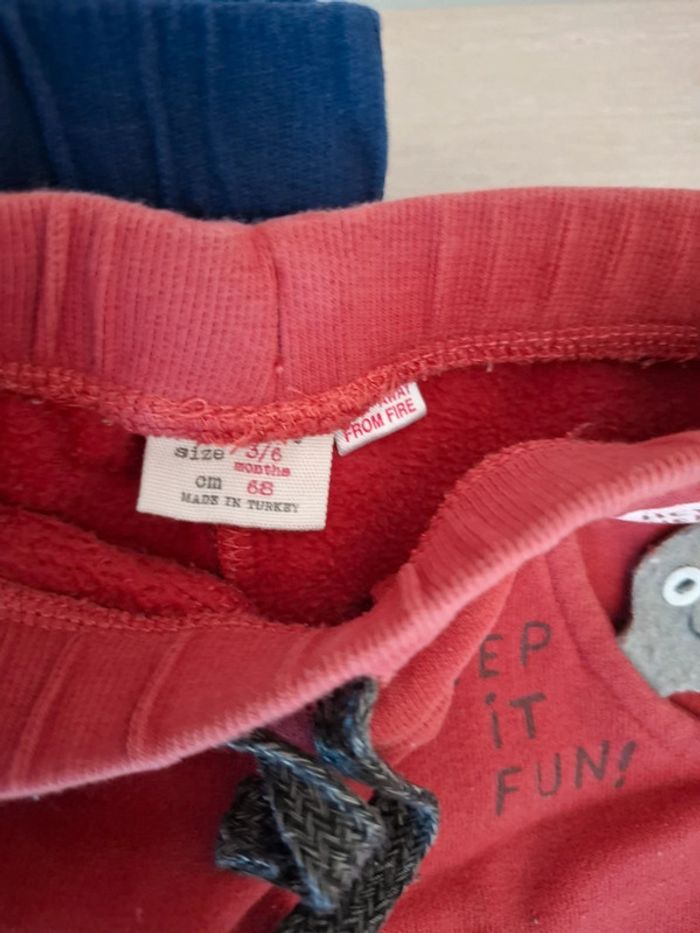 size 3/6
months
cm 68
MADE IN TURKEY
FROM FIRE
EP
iT
FUN!